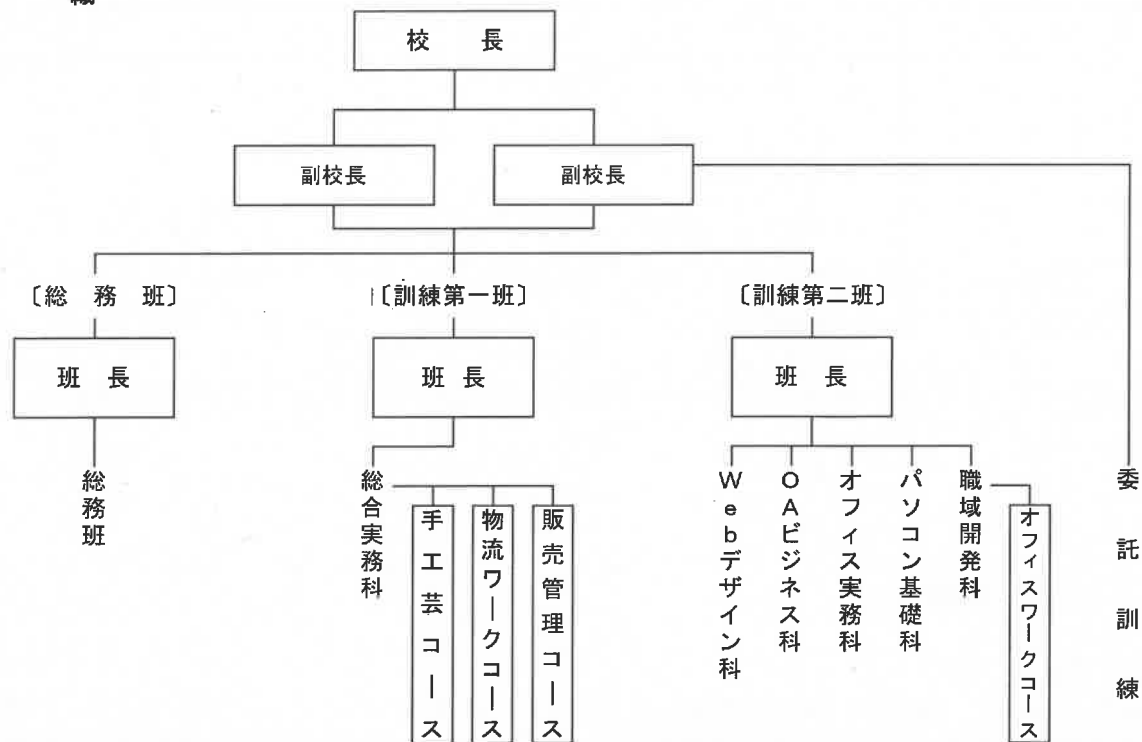 校　長
副校長
副校長
〔総　務　班〕
〔訓練第一班〕
〔訓練第二班〕
班　長
班　長
班　長
総務班
総合実務科
手工芸コース
物流ワークコース
販売管理コース
Webデザイン科
OAビジネス科
オフィス実務科
パソコン基礎科
職域開発科
オフィスワークコース
委託訓練